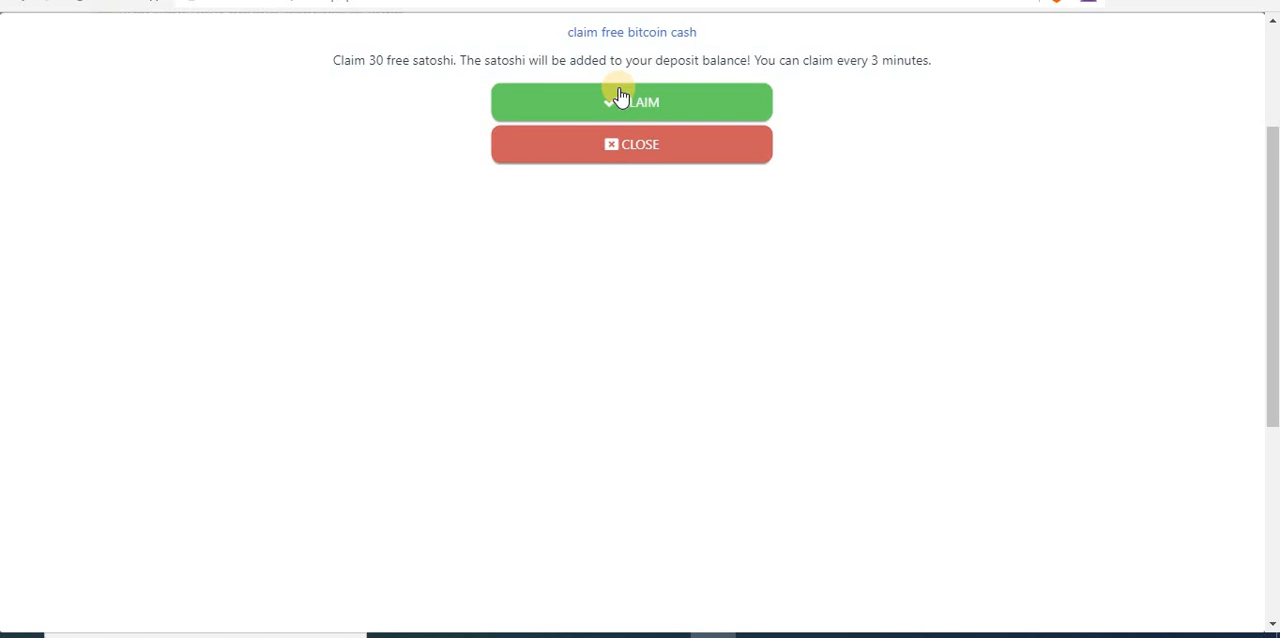 claim free bitcoin cash
Claim 30 free satoshi. The satoshi will be added to your deposit balance! You can claim every 3 minutes.
CLAIM
CLOSE